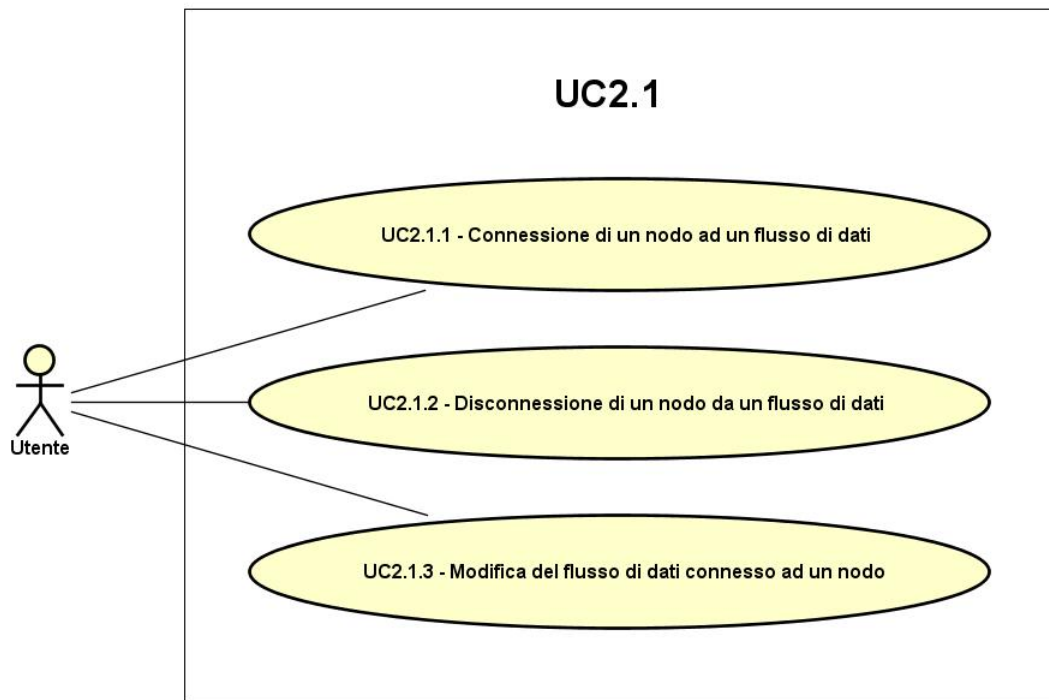 UC2.1
UC2.1.1 - Connessione di un nodo ad un flusso di dati
UC2.1.2 - Disconnessione di un nodo da un flusso di dati
Utente
UC2.1.3 - Modifica del flusso di dati connesso ad un nodo